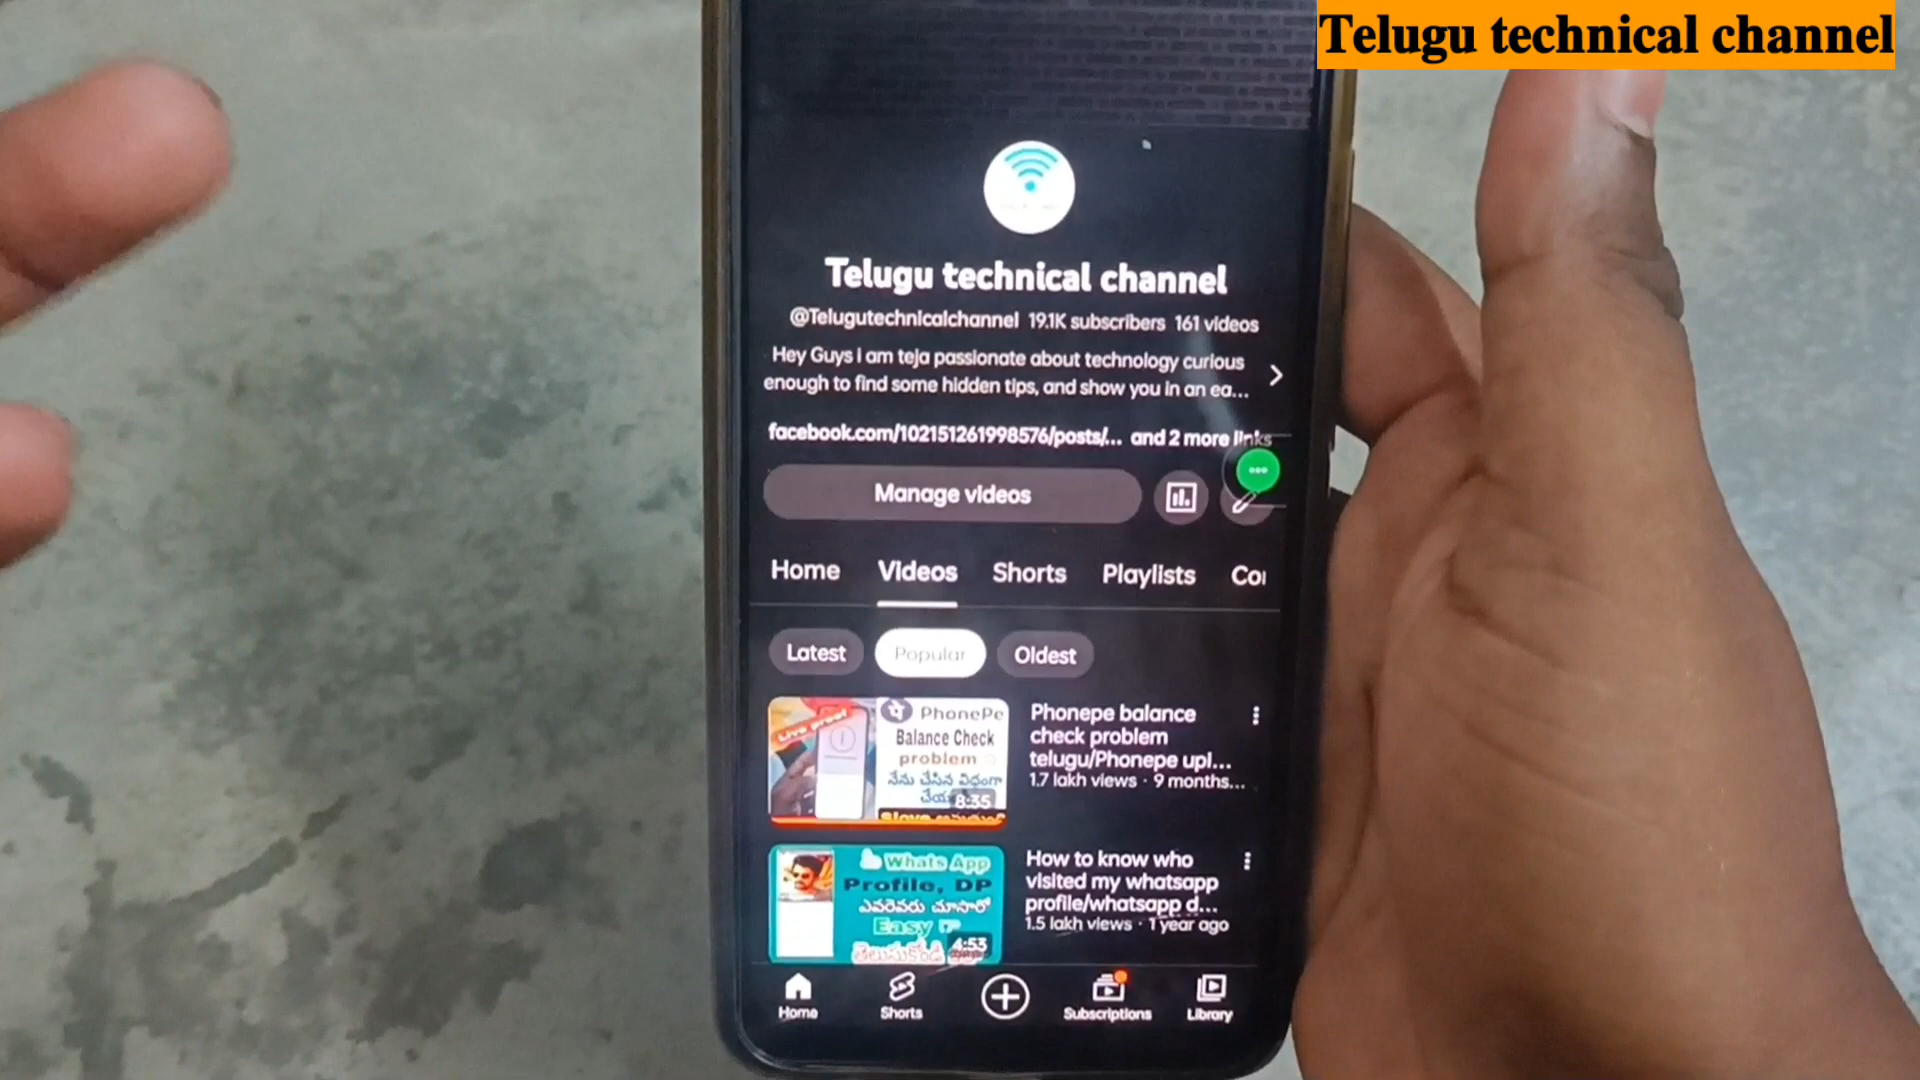 Telugu technical channel
Telugu technical channel
@Telugutechnicalchannel 19.1K subscribers 161 videos
Hey Guys I am teja passionate about technology curious
enough to find some hidden tips, and show you in an ea...
facebook.com/102151261998576/posts/... and 2 more links
Manage videos
Home Videos Shorts Playlists Co
Latest Popular Oldest
Live proof
पे PhonePe
Balance Check
problem
నేను చేసిన విధంగా
8:35
Phonepe balance
check problem
telugu/Phonepe upi...
1.7 lakh views · 9 months...
Whats App
Profile, DP
ఎవరెవరు చూసారో
Easy గా
తెలుసుకోండి
4:53
How to know who
visited my whatsapp
profile/whatsapp d...
1.5 lakh views · 1 year ago
Home Shorts Subscriptions Library